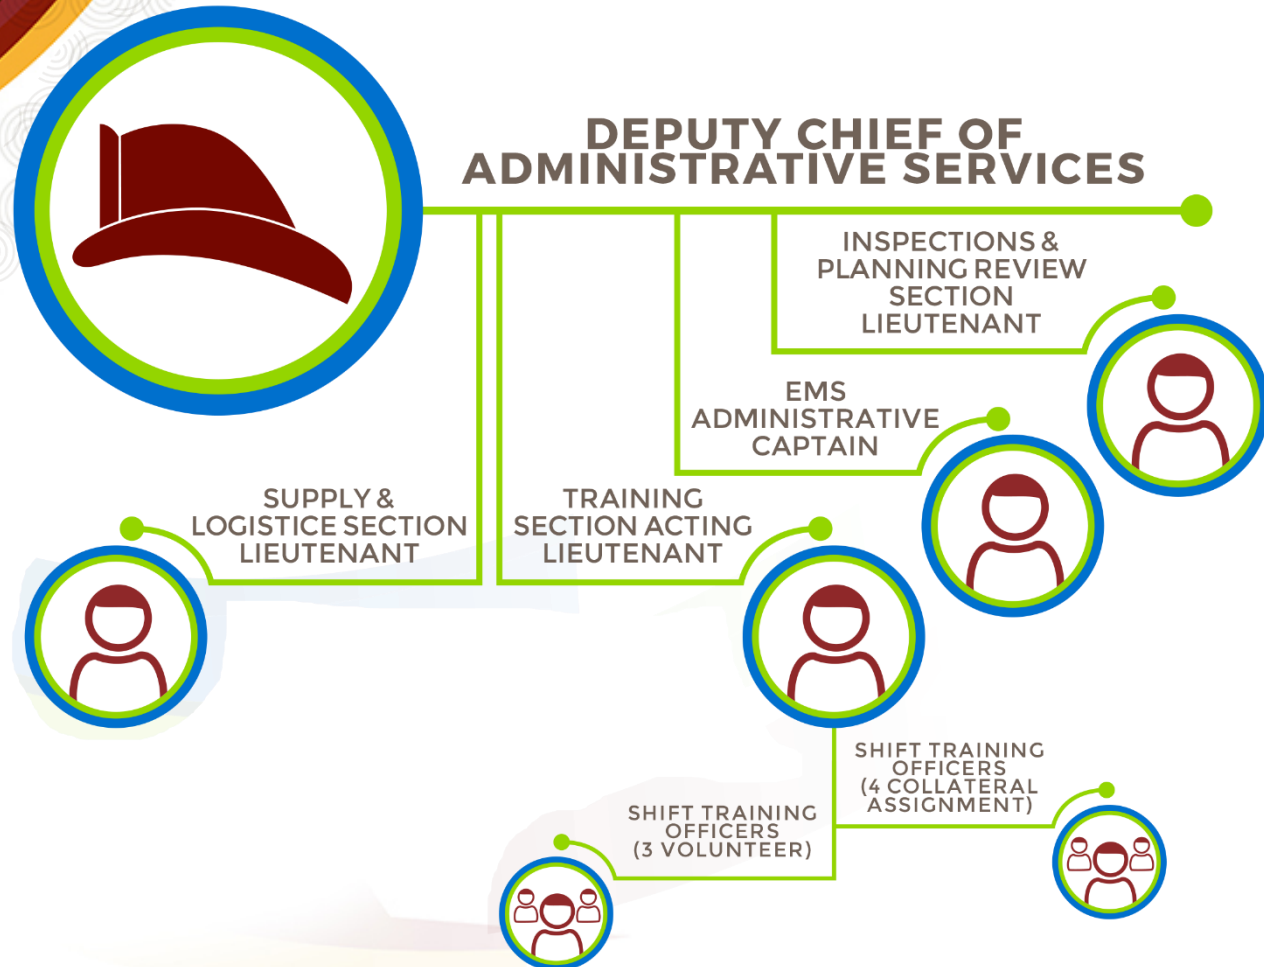 DEPUTY CHIEF OF
ADMINISTRATIVE SERVICES
INSPECTIONS &
PLANNING REVIEW
SECTION
LIEUTENANT
EMS
ADMINISTRATIVE
CAPTAIN
SUPPLY &
LOGISTICE SECTION
LIEUTENANT
TRAINING
SECTION ACTING
LIEUTENANT
SHIFT TRAINING
OFFICERS
(4 COLLATERAL
ASSIGNMENT)
SHIFT TRAINING
OFFICERS
(3 VOLUNTEER)